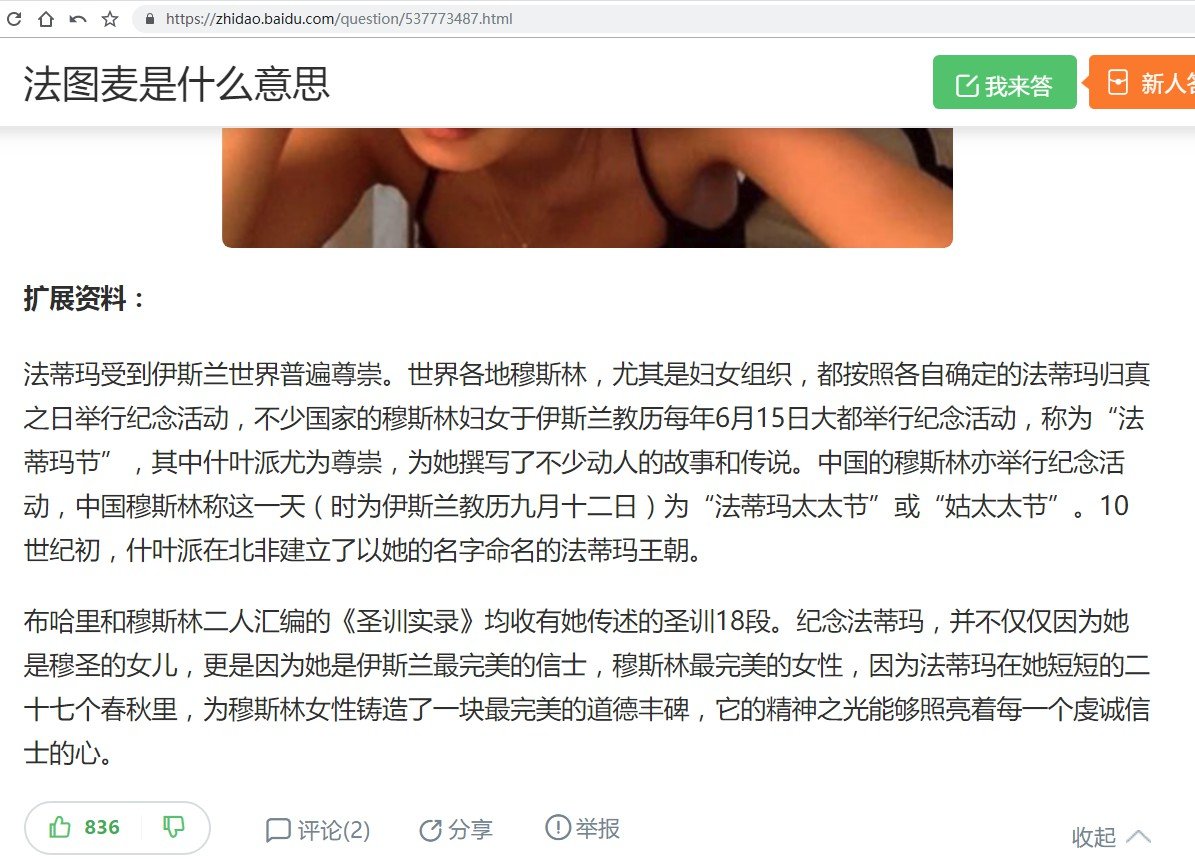 https://zhidao.baidu.com/question/537773487.html
法图麦是什么意思
我来答
新人答
扩展资料：
法蒂玛受到伊斯兰世界普遍尊崇。世界各地穆斯林，尤其是妇女组织，都按照各自确定的法蒂玛归真
之日举行纪念活动，不少国家的穆斯林妇女于伊斯兰教历每年6月15日大都举行纪念活动，称为“法
蒂玛节”，其中什叶派尤为尊崇，为她撰写了不少动人的故事和传说。中国的穆斯林亦举行纪念活
动，中国穆斯林称这一天（时为伊斯兰教历九月十二日）为“法蒂玛太太节”或“姑太太节”。10
世纪初，什叶派在北非建立了以她的名字命名的法蒂玛王朝。
布哈里和穆斯林二人汇编的《圣训实录》均收有她传述的圣训18段。纪念法蒂玛，并不仅仅因为她
是穆圣的女儿，更是因为她是伊斯兰最完美的信士，穆斯林最完美的女性，因为法蒂玛在她短短的二
十七个春秋里，为穆斯林女性铸造了一块最完美的道德丰碑，它的精神之光能够照亮着每一个虔诚信
士的心。
836
评论(2)
分享
举报
收起